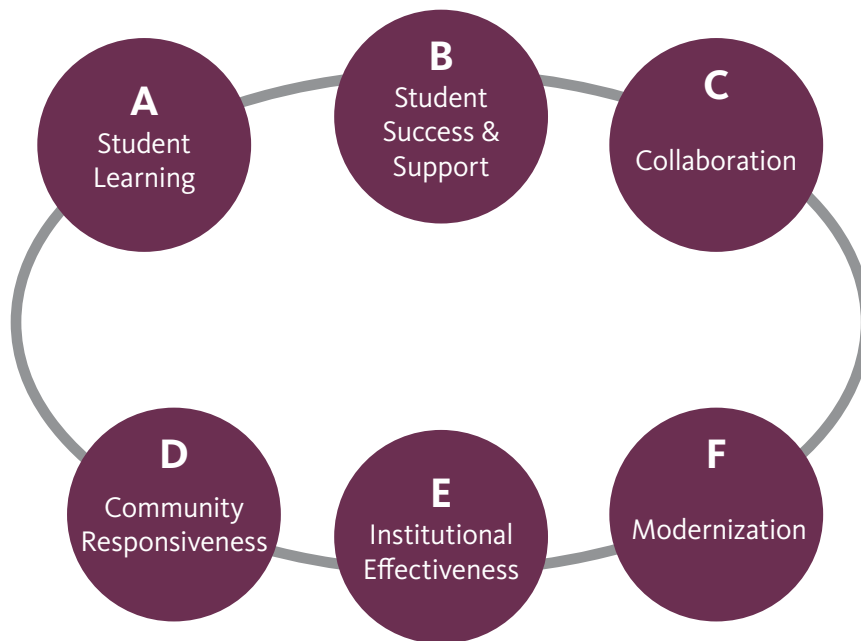 A
Student
Learning
B
Student
Success &
Support
C
Collaboration
D
Community
Responsiveness
E
Institutional
Effectiveness
F
Modernization